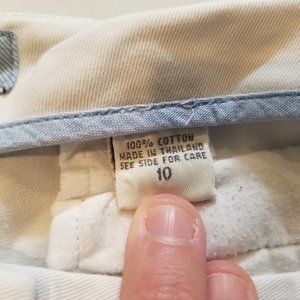 100% COTTON
MADE IN THAILAND
SEE SIDE FOR CARE
10